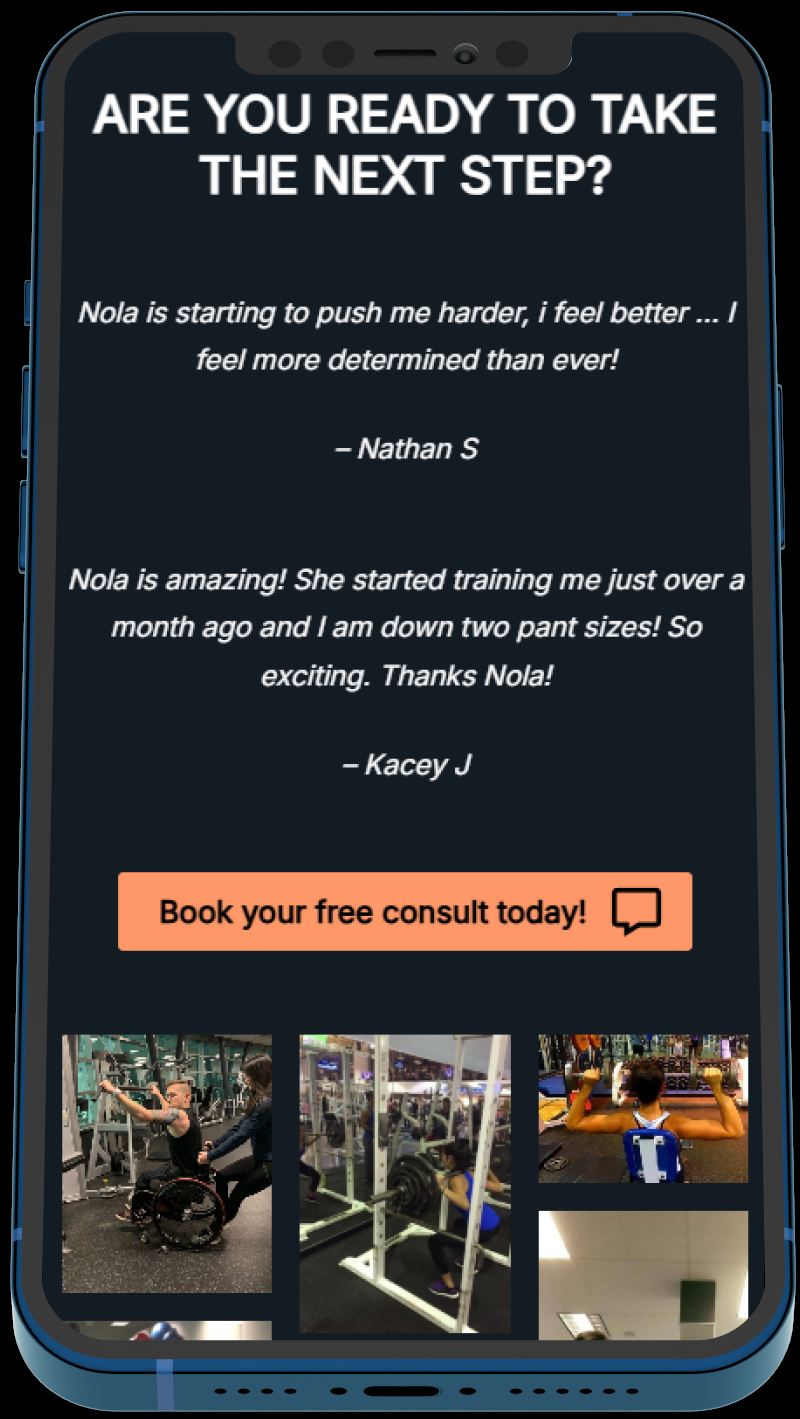 ARE YOU READY TO TAKE
THE NEXT STEP?
Nola is starting to push me harder, i feel better ... I
feel more determined than ever!
– Nathan S
Nola is amazing! She started training me just over a
month ago and I am down two pant sizes! So
exciting. Thanks Nola!
– Kacey J
Book your free consult today!